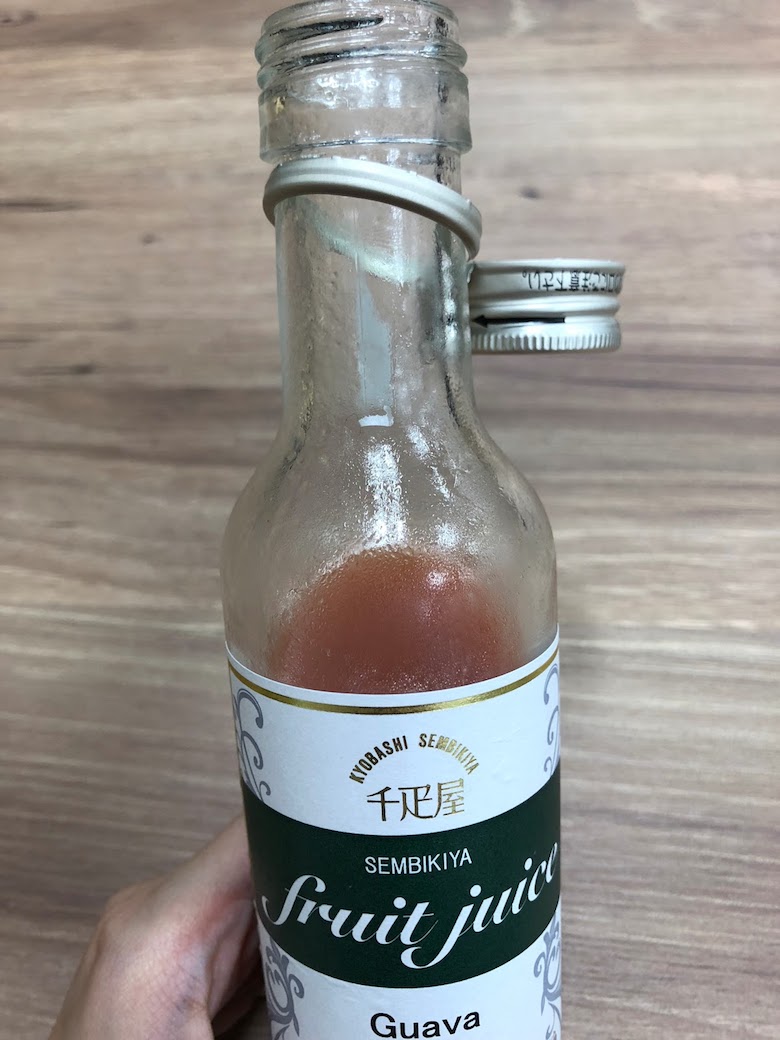 KYOBASHI SEMBIKIYA
千疋屋
SEMBIKIYA
fruit juice
Guava